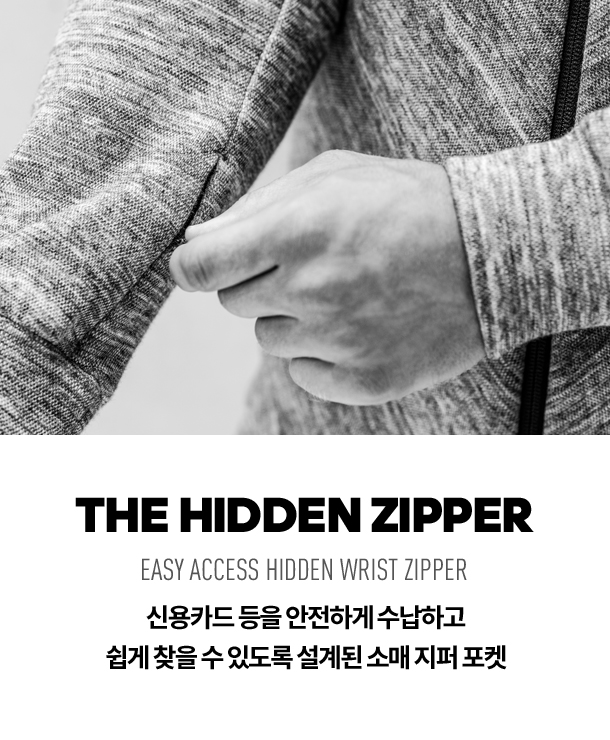 THE HIDDEN ZIPPER
EASY ACCESS HIDDEN WRIST ZIPPER
신용카드 등을 안전하게 수납하고
쉽게 찾을 수 있도록 설계된 소매 지퍼 포켓